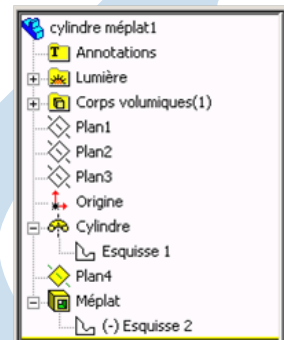 cylindre méplat1
Annotations
Lumière
Corps volumiques(1)
Plan1
Plan2
Plan3
Origine
Cylindre
Esquisse 1
Plan4
Méplat
(-) Esquisse 2